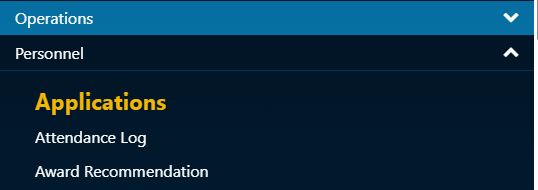 Operations
Personnel
Applications
Attendance Log
Award Recommendation